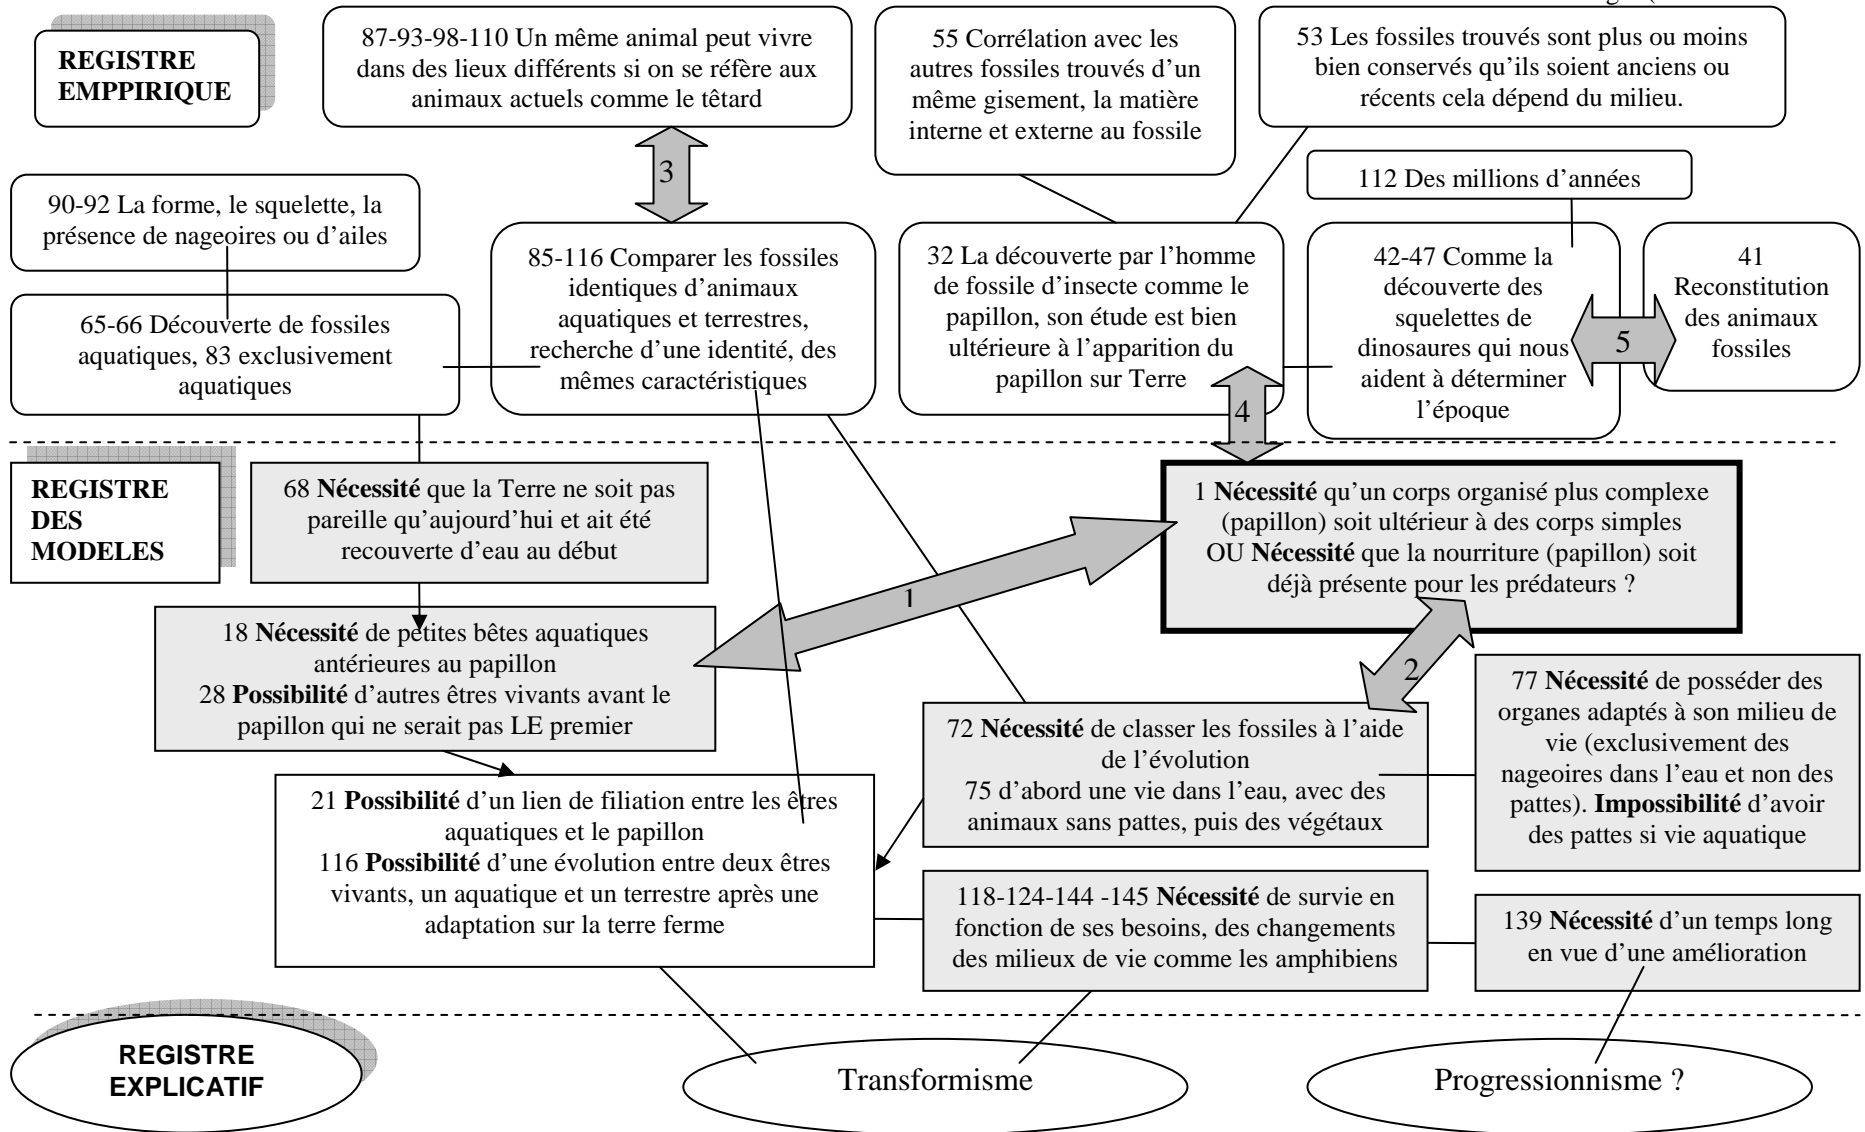 REGISTRE
EMPPIRIQUE
87-93-98-110 Un même animal peut vivre
dans des lieux différents si on se réfère aux
animaux actuels comme le têtard
55 Corrélation avec les
autres fossiles trouvés d’un
même gisement, la matière
interne et externe au fossile
53 Les fossiles trouvés sont plus ou moins
bien conservés qu’ils soient anciens ou
récents cela dépend du milieu.
3
112 Des millions d’années
90-92 La forme, le squelette, la
présence de nageoires ou d’ailes
65-66 Découverte de fossiles
aquatiques, 83 exclusivement
aquatiques
85-116 Comparer les fossiles
identiques d’animaux
aquatiques et terrestres,
recherche d’une identité, des
mêmes caractéristiques
32 La découverte par l’homme
de fossile d’insecte comme le
papillon, son étude est bien
ultérieure à l’apparition du
papillon sur Terre
42-47 Comme la
découverte des
squelettes de
dinosaures qui nous
aident à déterminer
l’époque
5
41
Reconstitution
des animaux
fossiles
4
REGISTRE
DES
MODELES
68 Nécessité que la Terre ne soit pas
pareille qu’aujourd’hui et ait été
recouverte d’eau au début
1 Nécessité qu’un corps organisé plus complexe
(papillon) soit ultérieur à des corps simples
OU Nécessité que la nourriture (papillon) soit
déjà présente pour les prédateurs ?
1
18 Nécessité de petites bêtes aquatiques
antérieures au papillon
28 Possibilité d’autres êtres vivants avant le
papillon qui ne serait pas LE premier
2
72 Nécessité de classer les fossiles à l’aide
de l’évolution
75 d’abord une vie dans l’eau, avec des
animaux sans pattes, puis des végétaux
77 Nécessité de posséder des
organes adaptés à son milieu de
vie (exclusivement des
nageoires dans l’eau et non des
pattes). Impossibilité d’avoir
des pattes si vie aquatique
21 Possibilité d’un lien de filiation entre les êtres
aquatiques et le papillon
116 Possibilité d’une évolution entre deux êtres
vivants, un aquatique et un terrestre après une
adaptation sur la terre ferme
118-124-144 -145 Nécessité de survie en
fonction de ses besoins, des changements
des milieux de vie comme les amphibiens
139 Nécessité d’un temps long
en vue d’une amélioration
REGISTRE
EXPLICATIF
Transformisme
Progressionnisme ?